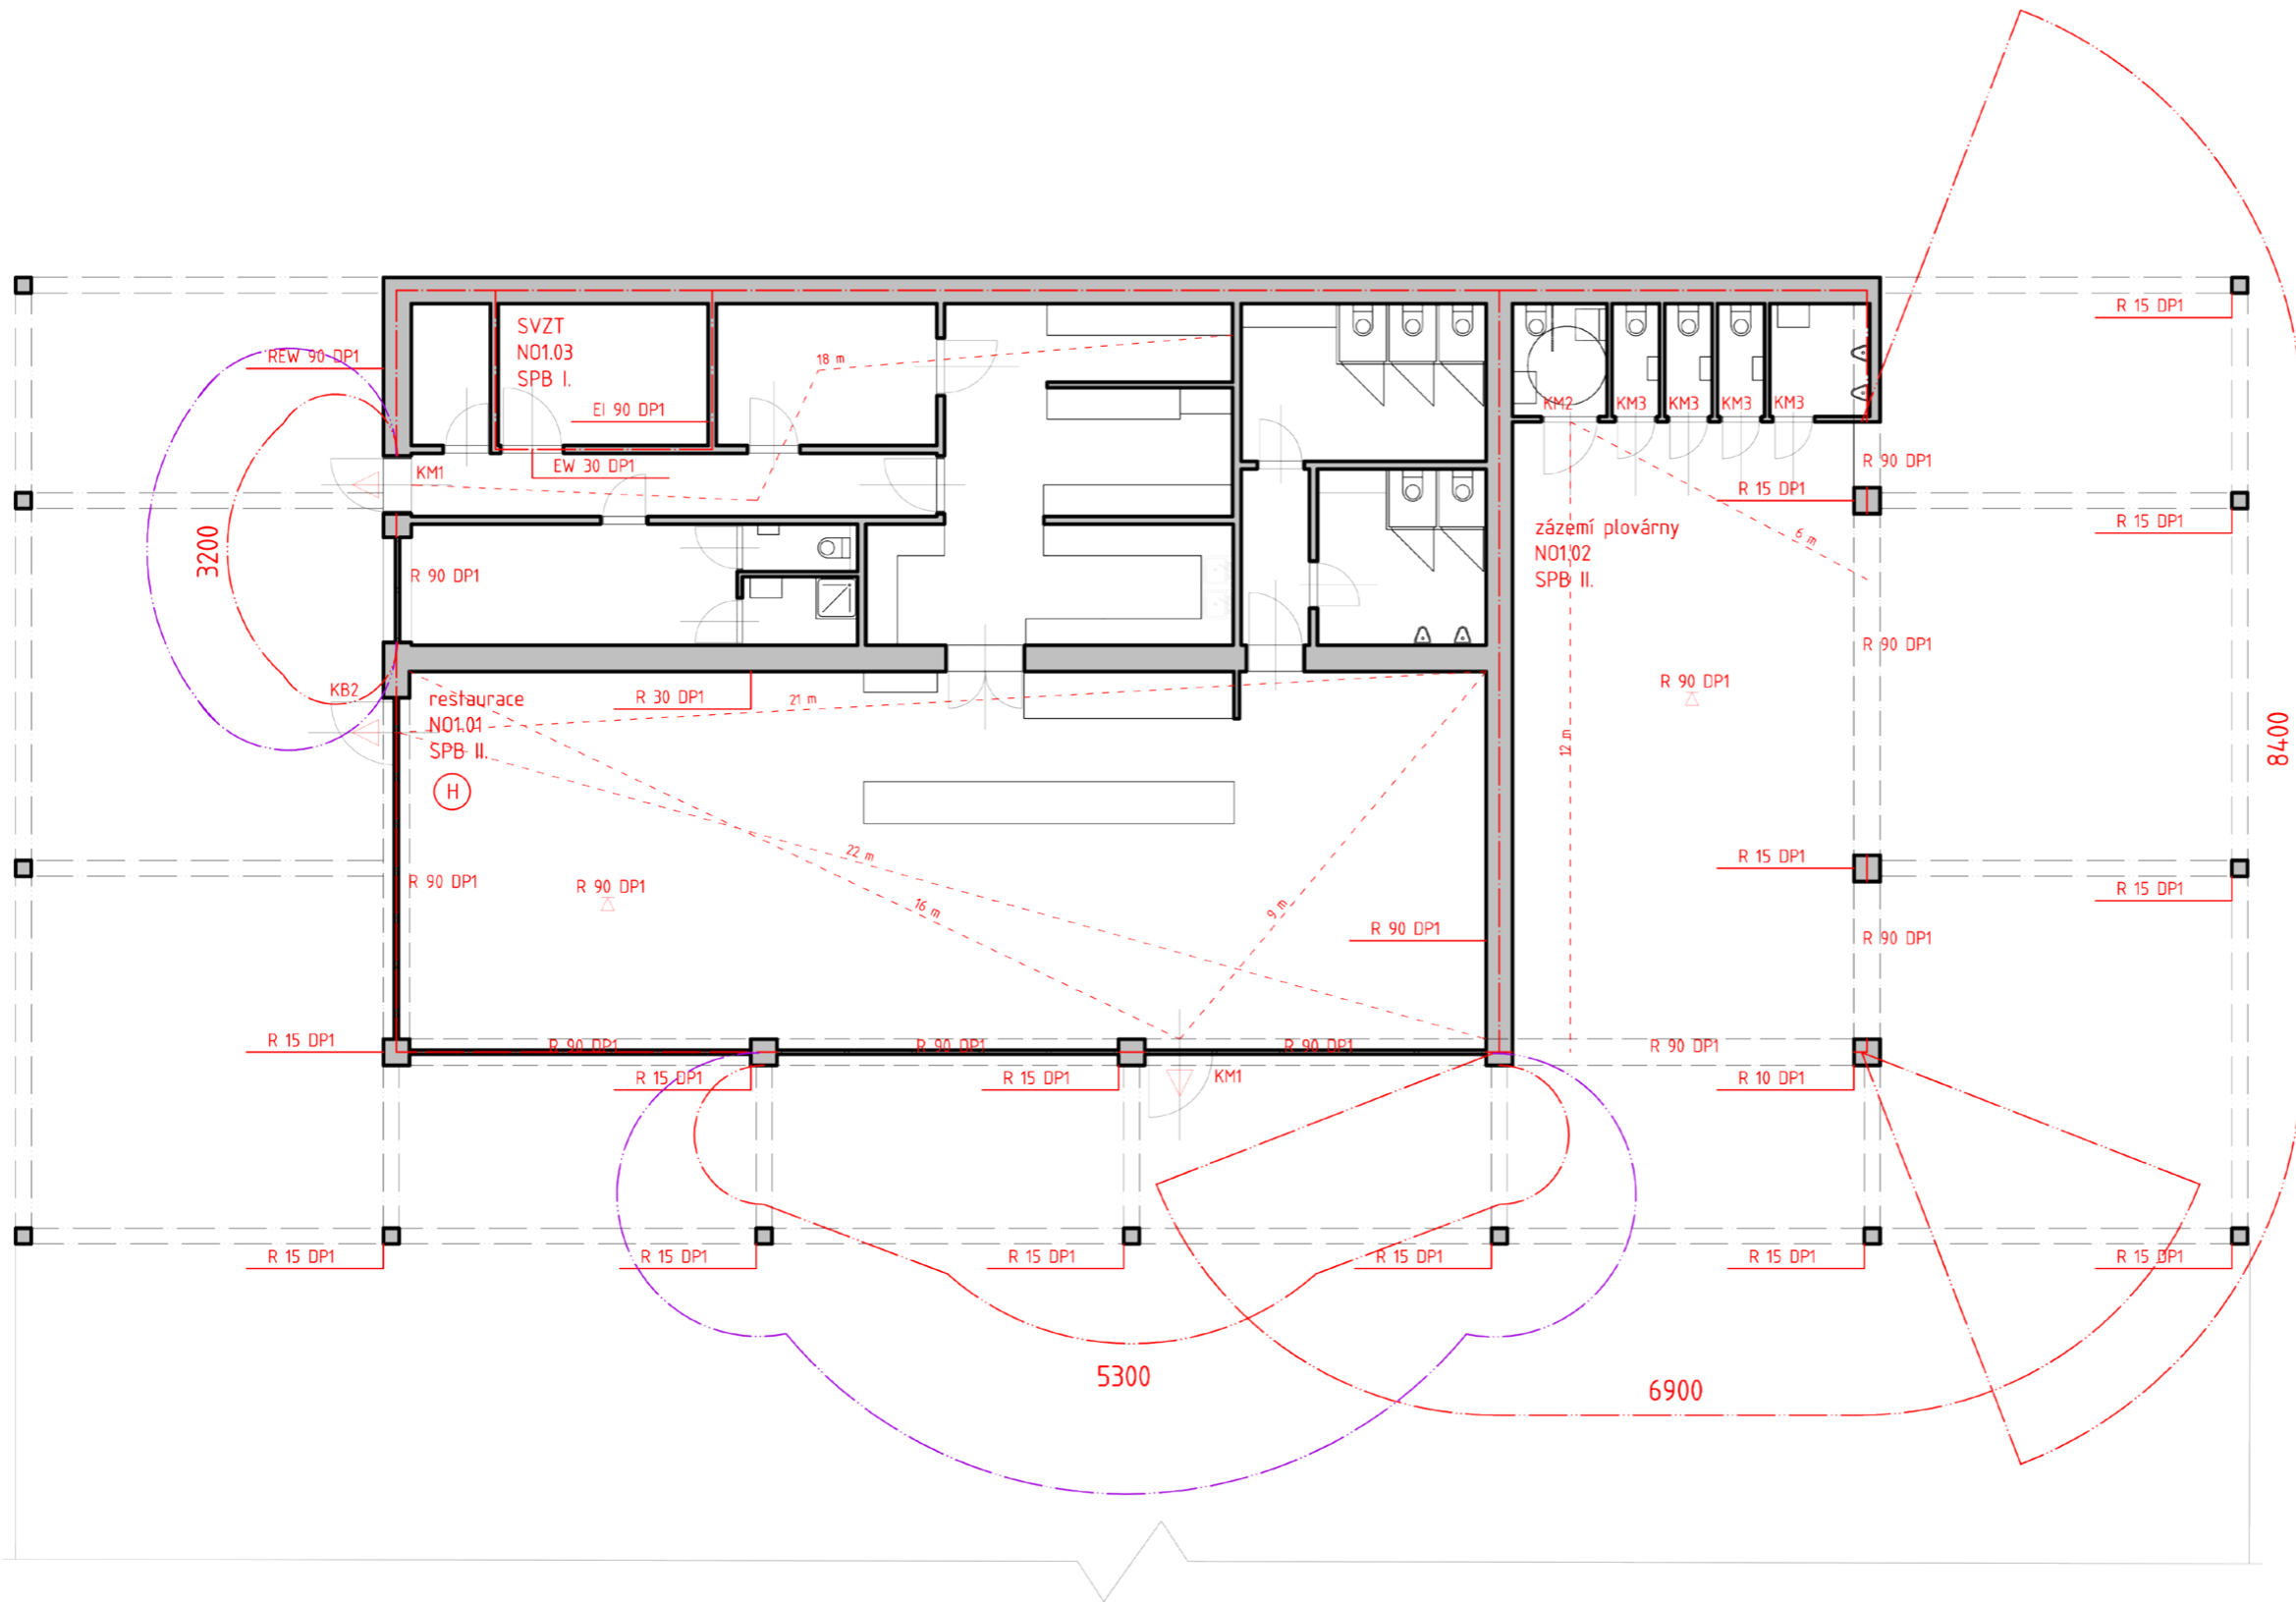 R 15 DP1
SVZT
N01.03
SPB I.
REW 90 DP1
18 m
EI 90 DP1
KM2
KM3
KM3
KM3
KM3
EW 30 DP1
KM1
R 90 DP1
R 15 DP1
R 15 DP1
zázemí plovárny
N01.02
SPB II.
6 m
3200
R 90 DP1
R 90 DP1
R 90 DP1
KB2
restaurace
N01.01
SPB II.
H
R 30 DP1
21 m
12 m
8400
22 m
R 15 DP1
R 15 DP1
R 90 DP1
R 90 DP1
16 m
9 m
R 90 DP1
R 90 DP1
R 15 DP1
R 90 DP1
R 90 DP1
R 90 DP1
R 90 DP1
R 15 DP1
R 15 DP1
KM1
R 10 DP1
R 15 DP1
R 15 DP1
R 15 DP1
R 15 DP1
R 15 DP1
R 15 DP1
5300
6900